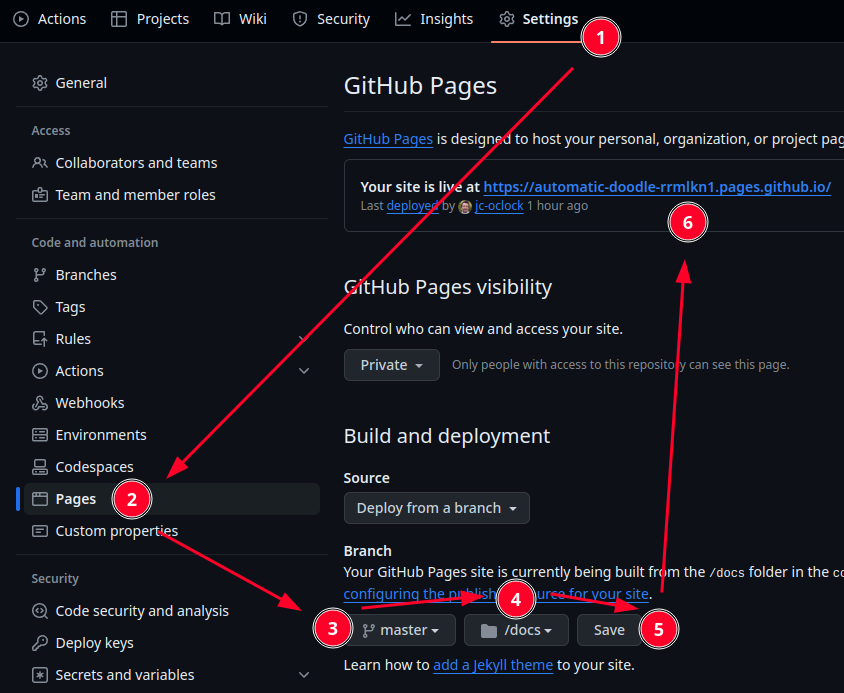 Actions Projects Wiki Security Insights Settings
1
General
Access
Collaborators and teams
Team and member roles
Code and automation
Branches
Tags
Rules
Actions
Webhooks
Environments
Codespaces
Pages 2
Custom properties
Security
Code security and analysis
Deploy keys
Secrets and variables
GitHub Pages
GitHub Pages is designed to host your personal, organization, or project pag
Your site is live at https://automatic-doodle-rrmlkn1.pages.github.io/
Last deployed by jc-oclock 1 hour ago
6
GitHub Pages visibility
Control who can view and access your site.
Private Only people with access to this repository can see this page.
Build and deployment
Source
Deploy from a branch
Branch
Your GitHub Pages site is currently being built from the /docs folder in the
configuring the source for your site.
4
3 master /docs Save 5
Learn how to add a Jekyll theme to your site.